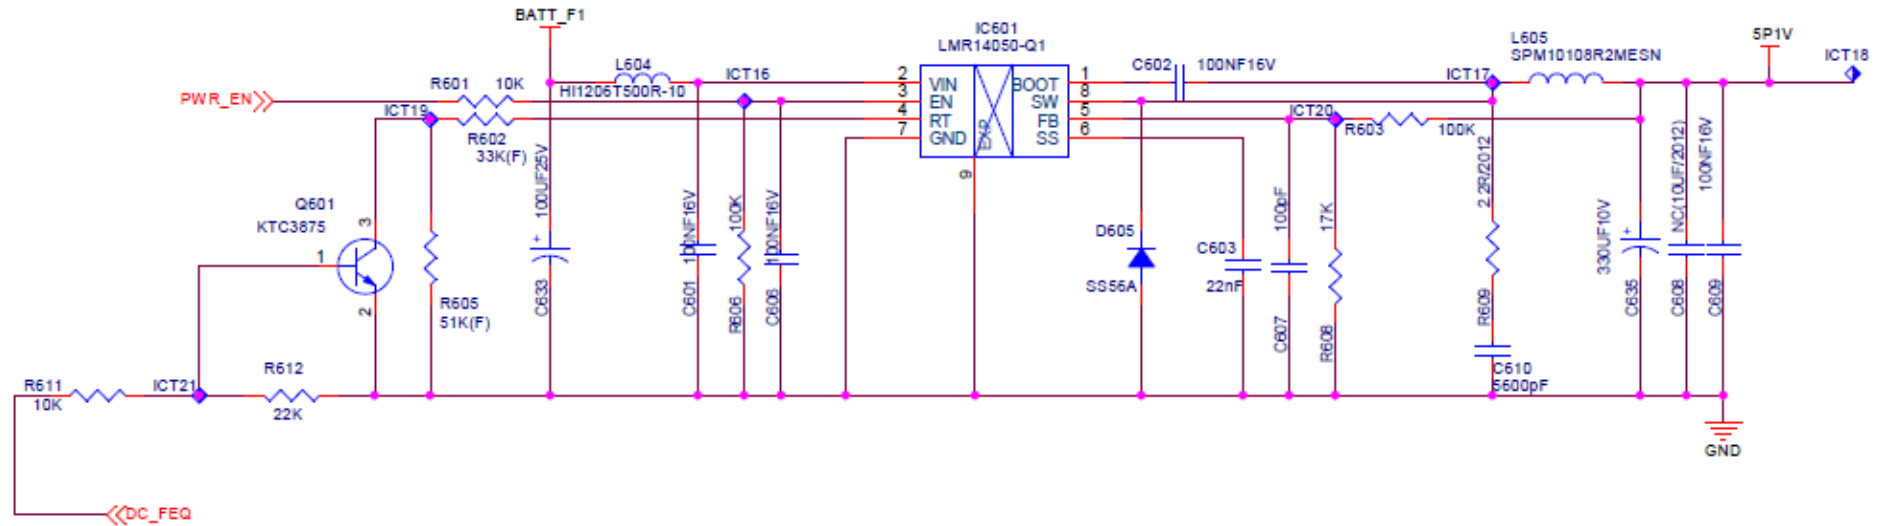 BATT_F1
IC601
LMR14050-Q1
L604
HI1206T500R-10
ICT16
R601 10K
PWR_EN
ICT19
R602
33K(F)
2 VIN
3 EN
4 RT
7 GND
EXP
9
BOOT 1
SW 8
FB 5
SS 6
C602 100NF16V
ICT17
L605
SPM10108R2MESN
5P1V
ICT18
ICT20
R603 100K
Q601
KTC3875
3
1
2
R605
51K(F)
100UF25V
C633
100NF16V
C601
100K
R606
100NF16V
C606
D605
SS56A
C603
22nF
100pF
C607
17K
R608
2.2R/2012
R609
C610
5600pF
330UF10V
C635
NC(10UF/2012)
C608
100NF16V
C609
R611
10K
ICT21
R612
22K
GND
DC_FEQ